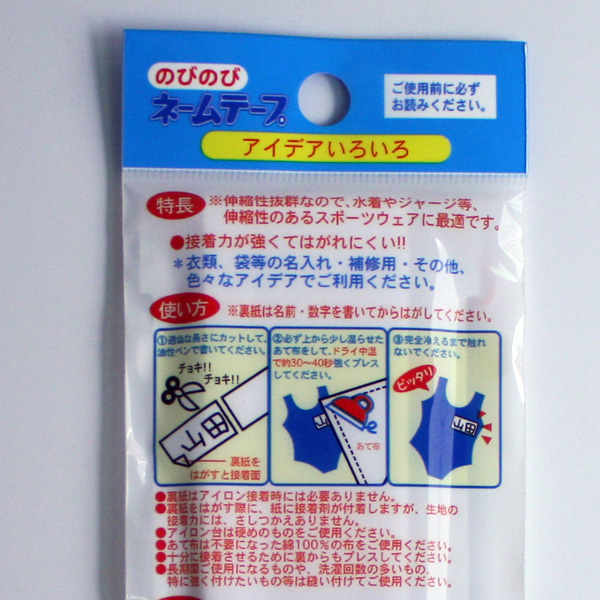 のびのび
ネームテープ
ご使用前に必ず
お読みください。
アイデアいろいろ
特長 ※伸縮性抜群なので、水着やジャージ等、
伸縮性のあるスポーツウェアに最適です。
●接着力が強くてはがれにくい!!
＊衣類、袋等の名入れ・補修用・その他、
色々なアイデアでご利用ください。
使い方 ※裏紙は名前・数字を書いてからはがしてください。
①適当な長さにカットして、
油性ペンで書いてください。
チョキ!!
チョキ!!
裏紙を
はがすと接着面
②必ず上から少し湿らせた
あて布をして、ドライ中温
で約30〜40秒強くプレス
してください。
あて布
③完全冷えるまで触れ
ないでください。
ピッタリ
●裏紙はアイロン接着時には必要ありません。
●裏紙をはがす際に、紙に接着剤が付着しますが、生地の
接着力には、さしつかえありません。
●アイロン台は硬めのものをご使用ください。
●あて布は不要になった綿100%の布をご使用ください。
●十分に接着させるために裏からもプレスしてください。
●長期間ご使用になるものや、洗濯回数の多いもの、
特に強く付けたいもの等は縫い付けてご使用ください。